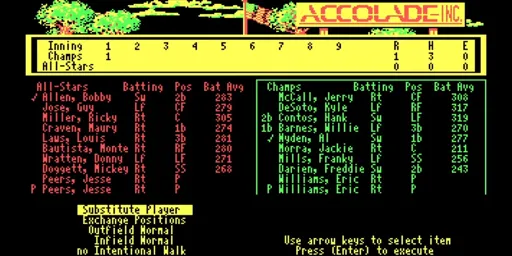 ACCOLADE INC.
Inning 1 2 3 4 5 6 7 8 9 R H E
Champs 1 1 3 0
All-Stars 0 0 0
All-Stars Batting Pos Bat Avg
✓ Allen, Bobby Sw 2b 283
Jose, Guy Lf CF 279
Miller, Ricky Rt C 305
Craven, Maury Rt 1b 274
Laws, Louis Rt 3b 281
Bautista, Monte Rt RF 280
Wratten, Donny Lf LF 271
Doggett, Mickey Rt SS 268
Peers, Jesse Rt P
P Peers, Jesse Rt P
Champs Batting Pos Bat Avg
McCall, Jerry Rt CF 308
DeSoto, Kyle Lf RF 317
2b Contos, Hank Sw LF 319
1b Barnes, Willie Lf 3b 270
✓ Nyden, Al Sw 1b 277
Morra, Jackie Rt C 211
Mills, Franky Lf SS 256
Darien, Freddie Sw 2b 243
Williams, Eric Rt P
P Williams, Eric Rt P
Substitute Player
Exchange Positions
Outfield Normal
Infield Normal
no Intentional Walk
Use arrow keys to select item
Press (Enter) to execute